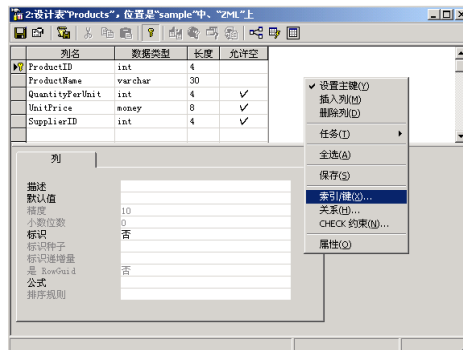 2:设计表"Products"，位置是"sample"中、"ZML"上
列名 数据类型 长度 允许空
ProductID int 4
ProductName varchar 30
QuantityPerUnit int 4 ✓
UnitPrice money 8 ✓
SupplierID int 4 ✓
✓ 设置主键(Y)
插入列(M)
删除列(D)
任务(T)
全选(A)
保存(S)
索引/键(X)...
关系(H)...
CHECK 约束(N)...
属性(O)
列
描述
默认值
精度 10
小数位数 0
标识 否
标识种子
标识递增量
是 RowGuid 否
公式
排序规则